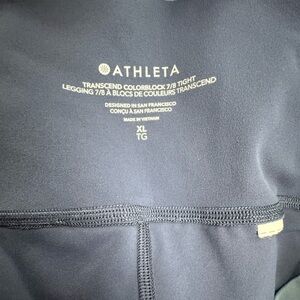 ATHLETA
TRANSCEND COLORBLOCK 7/8 TIGHT
LEGGING 7/8 À BLOCS DE COULEURS TRANSCEND
DESIGNED IN SAN FRANCISCO
CONÇU À SAN FRANCISCO
MADE IN VIETNAM
XL
TG